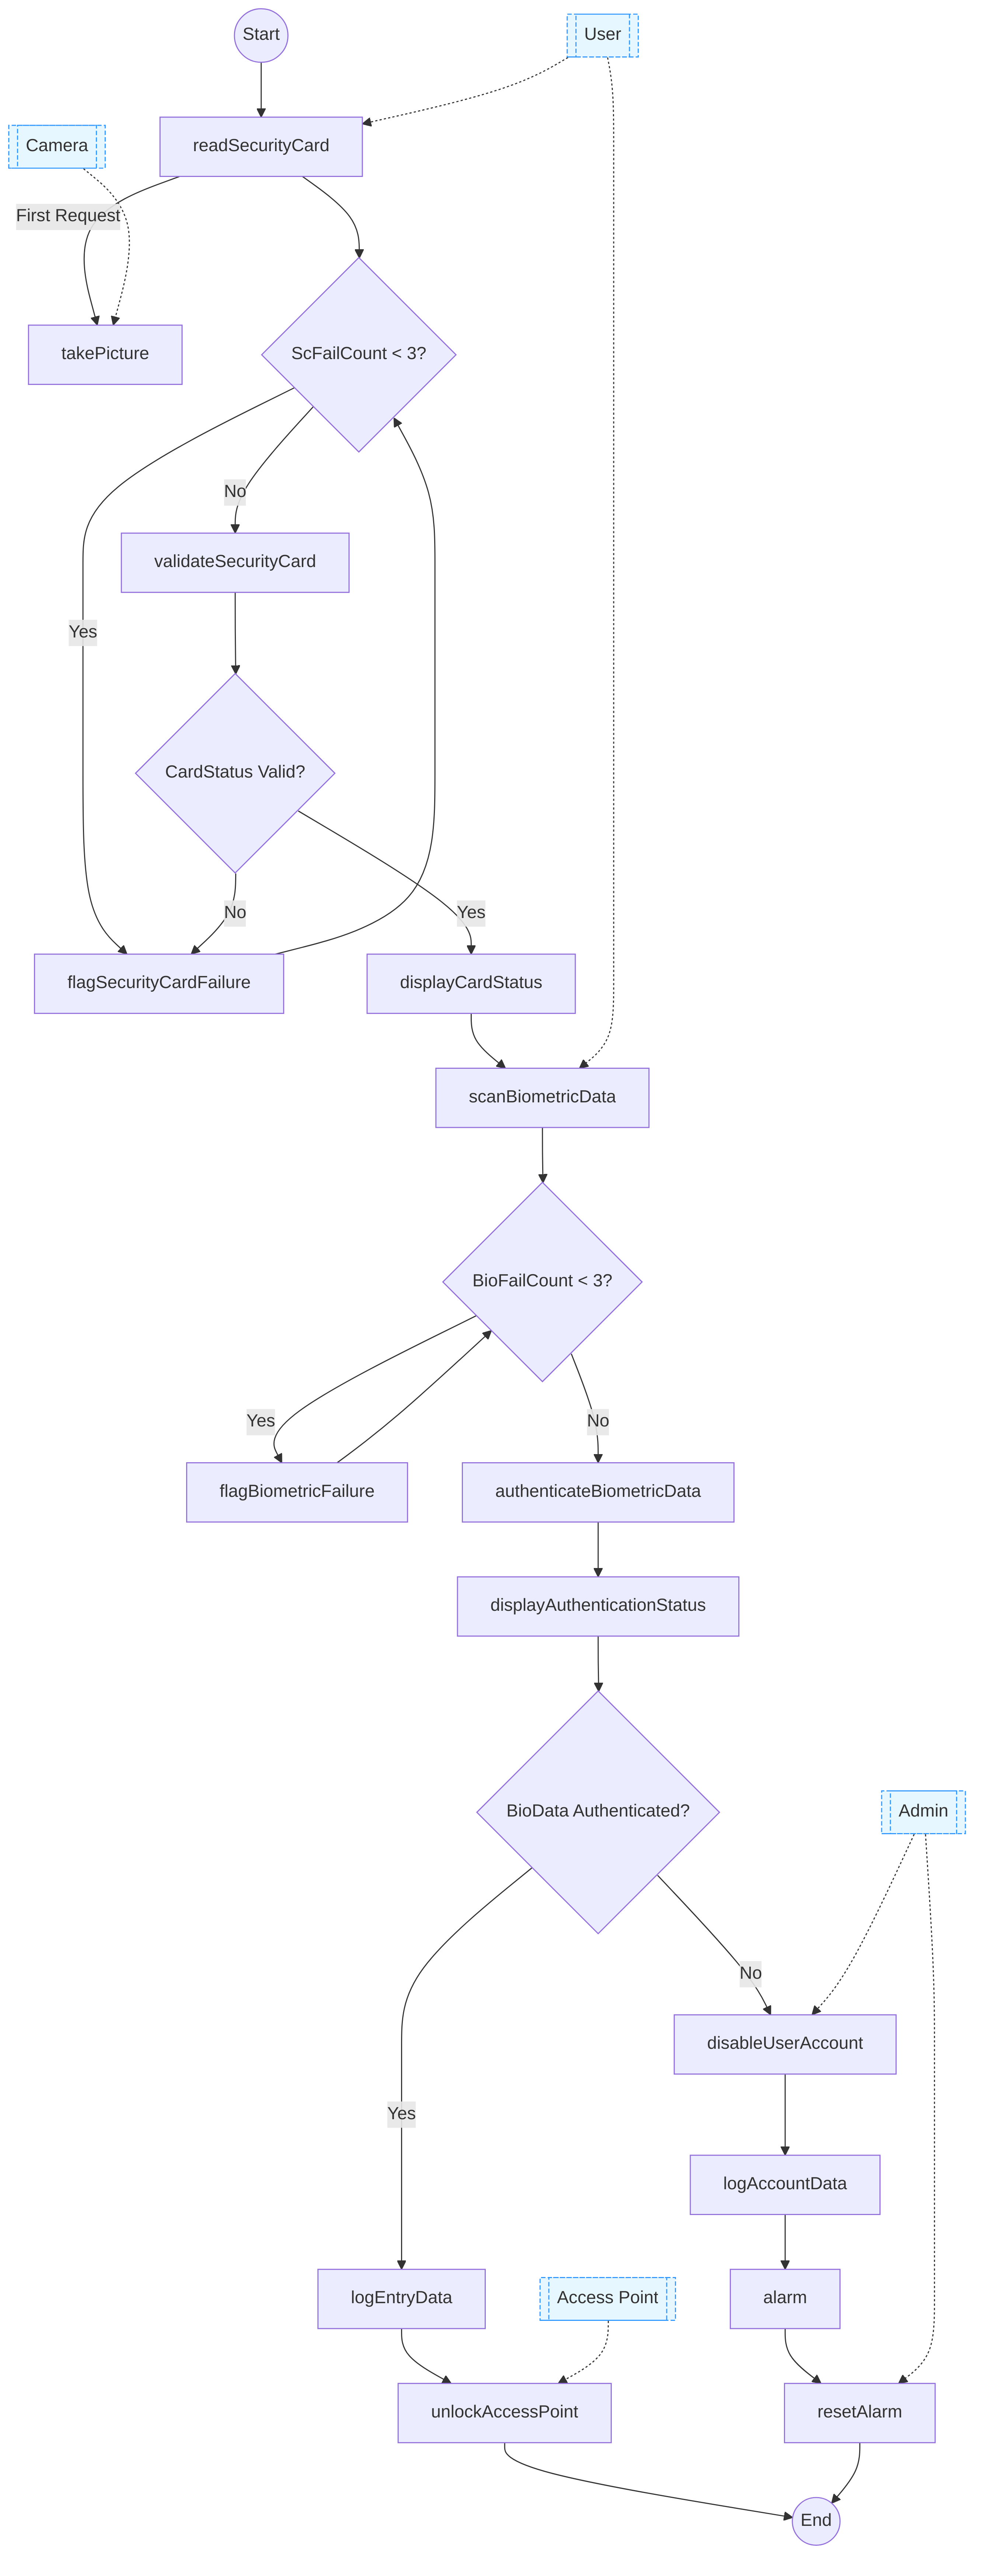 Start
User
Camera
readSecurityCard
First Request
takePicture
ScFailCount < 3?
No
validateSecurityCard
Yes
CardStatus Valid?
No
Yes
flagSecurityCardFailure
displayCardStatus
scanBiometricData
BioFailCount < 3?
Yes
No
flagBiometricFailure
authenticateBiometricData
displayAuthenticationStatus
BioData Authenticated?
Admin
No
disableUserAccount
Yes
logAccountData
logEntryData
Access Point
alarm
unlockAccessPoint
resetAlarm
End